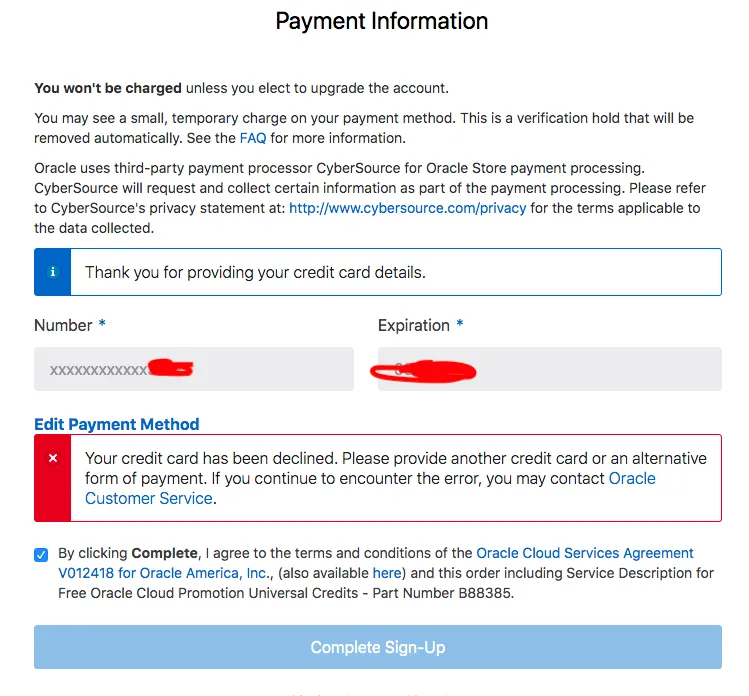 Payment Information
You won't be charged unless you elect to upgrade the account.
You may see a small, temporary charge on your payment method. This is a verification hold that will be
removed automatically. See the FAQ for more information.
Oracle uses third-party payment processor CyberSource for Oracle Store payment processing.
CyberSource will request and collect certain information as part of the payment processing. Please refer
to CyberSource's privacy statement at: http://www.cybersource.com/privacy for the terms applicable to
the data collected.
Thank you for providing your credit card details.
Number * Expiration *
xxxxxxxxxxxx
Edit Payment Method
Your credit card has been declined. Please provide another credit card or an alternative
form of payment. If you continue to encounter the error, you may contact Oracle
Customer Service.
By clicking Complete, I agree to the terms and conditions of the Oracle Cloud Services Agreement
V012418 for Oracle America, Inc., (also available here) and this order including Service Description for
Free Oracle Cloud Promotion Universal Credits - Part Number B88385.
Complete Sign-Up